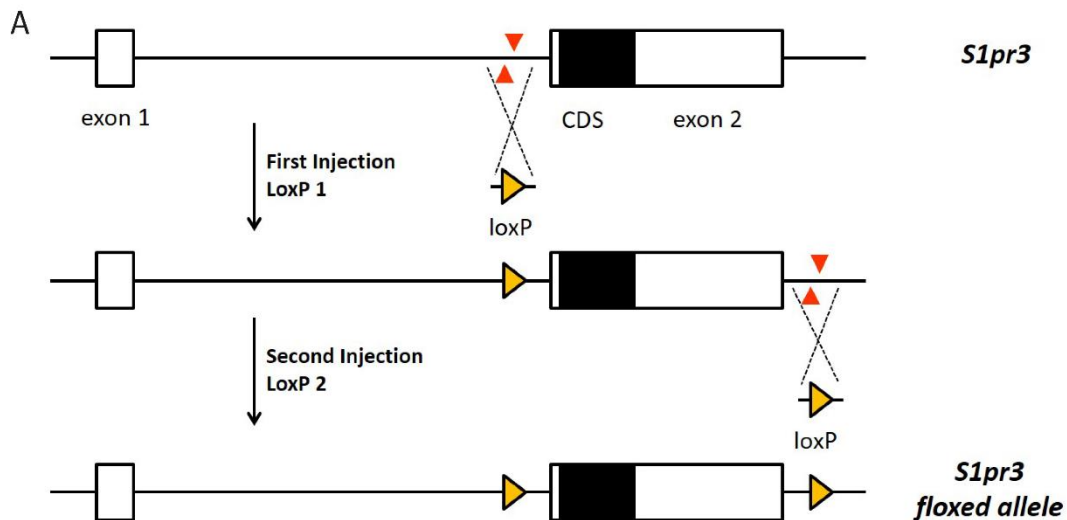 A
S1pr3
exon 1
CDS
exon 2
First Injection
LoxP 1
loxP
Second Injection
LoxP 2
loxP
S1pr3
floxed allele